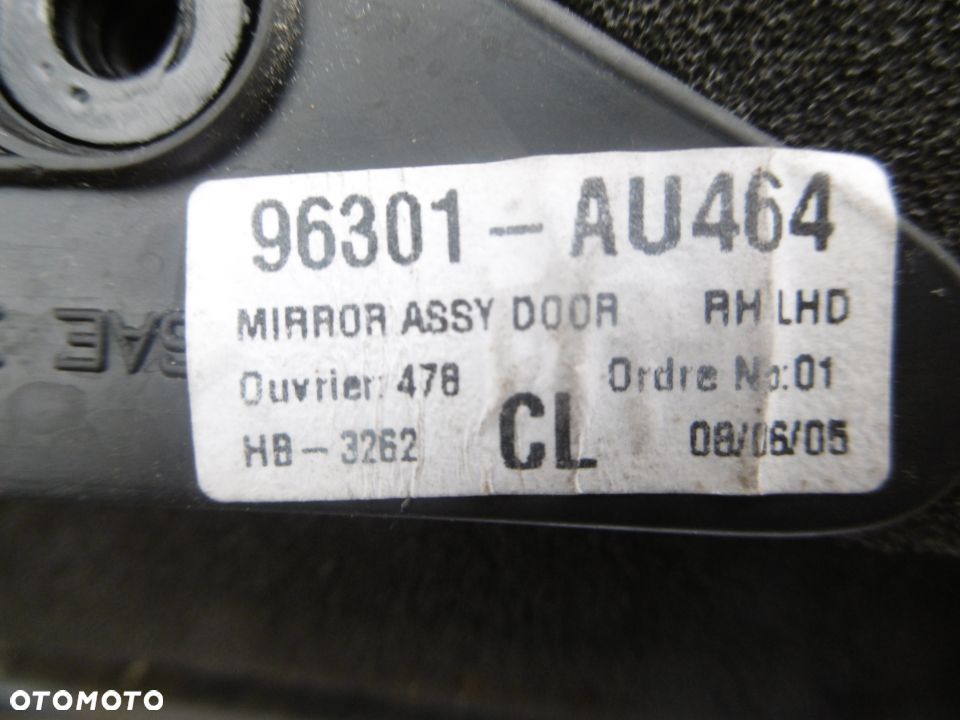 96301-AU464
MIRROR ASSY DOOR RH LHD
Ouvrier: 478 Ordre No:01
HB-3262 CL 08/06/05
SAE
OTOMOTO